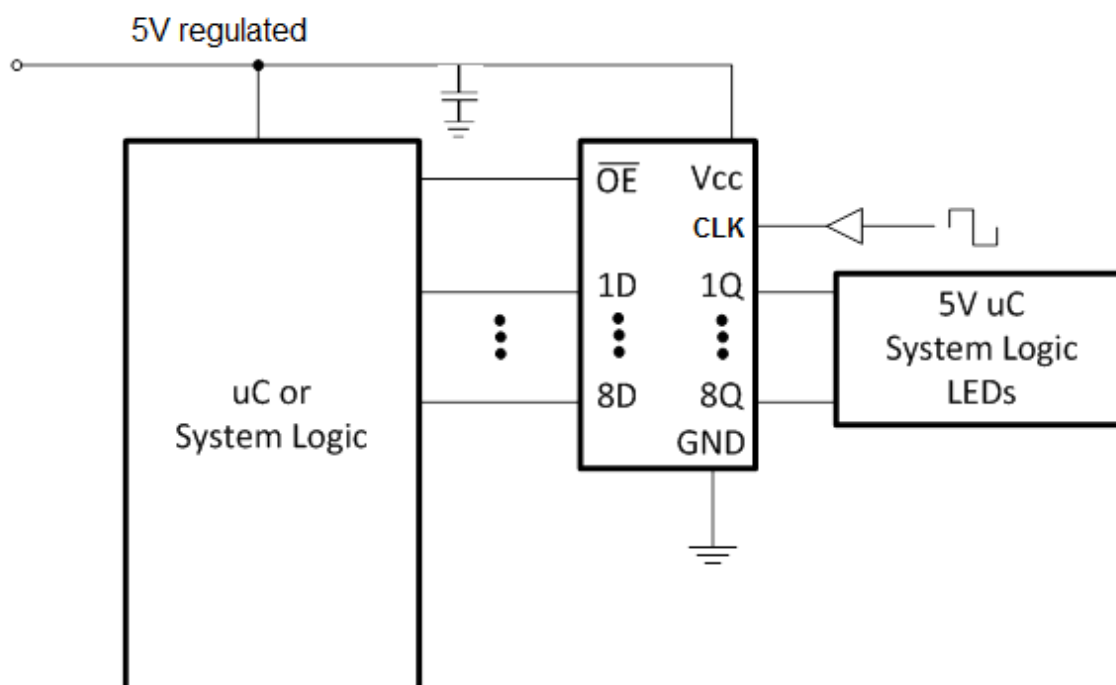 5V regulated
OE
Vcc
CLK
1D
1Q
8D
8Q
GND
uC or
System Logic
5V uC
System Logic
LEDs